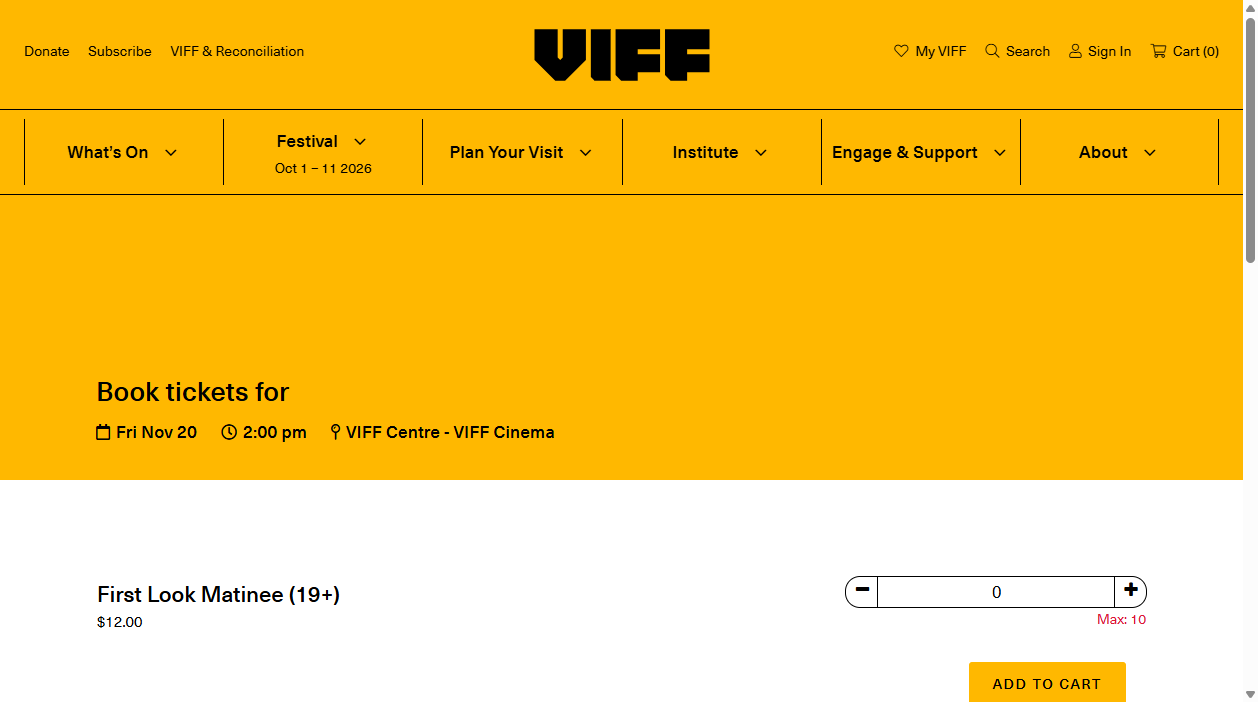 Donate Subscribe VIFF & Reconciliation VIFF My VIFF Search Sign In Cart (0)
What's On Festival Plan Your Visit Institute Engage & Support About
Oct 1 – 11 2026
Book tickets for
Fri Nov 20 2:00 pm VIFF Centre - VIFF Cinema
First Look Matinee (19+) 0
$12.00 Max: 10
ADD TO CART